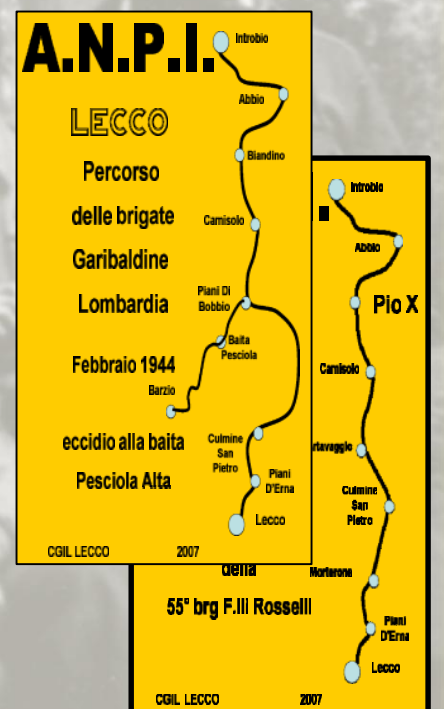 A.N.P.I.
LECCO
Percorso
delle brigate
Garibaldine
Lombardia
Febbraio 1944
eccidio alla baita
Pesciola Alta
Introbio
Abbio
Biandino
Camisolo
Piani Di
Bobbio
Baita
Pesciola
Barzio
Culmine
San
Pietro
Piani
D'Erna
Lecco
CGIL LECCO 2007
Introbio
Abbio
Pio X
Camisolo
Culmine
San
Pietro
Morterone
Piani
D'Erna
Lecco
della
55° brg F.lli Rosselli
CGIL LECCO 2007